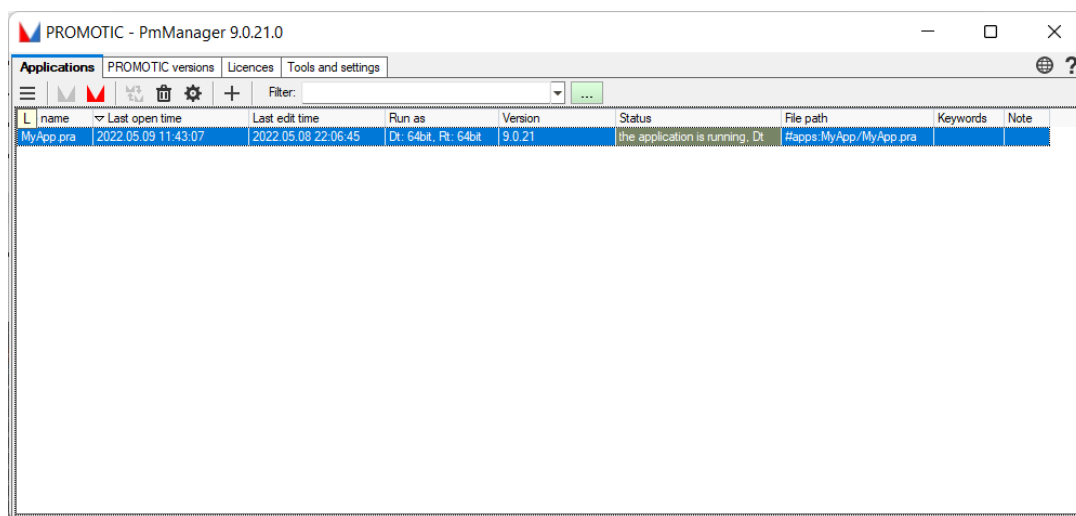 PROMOTIC - PmManager 9.0.21.0
Applications PROMOTIC versions Licences Tools and settings ?
Filter: ...
L name Last open time Last edit time Run as Version Status File path Keywords Note
MyApp.pra 2022.05.09 11:43:07 2022.05.08 22:06:45 Dt: 64bit, Rt: 64bit 9.0.21 the application is running, Dt #apps:MyApp/MyApp.pra